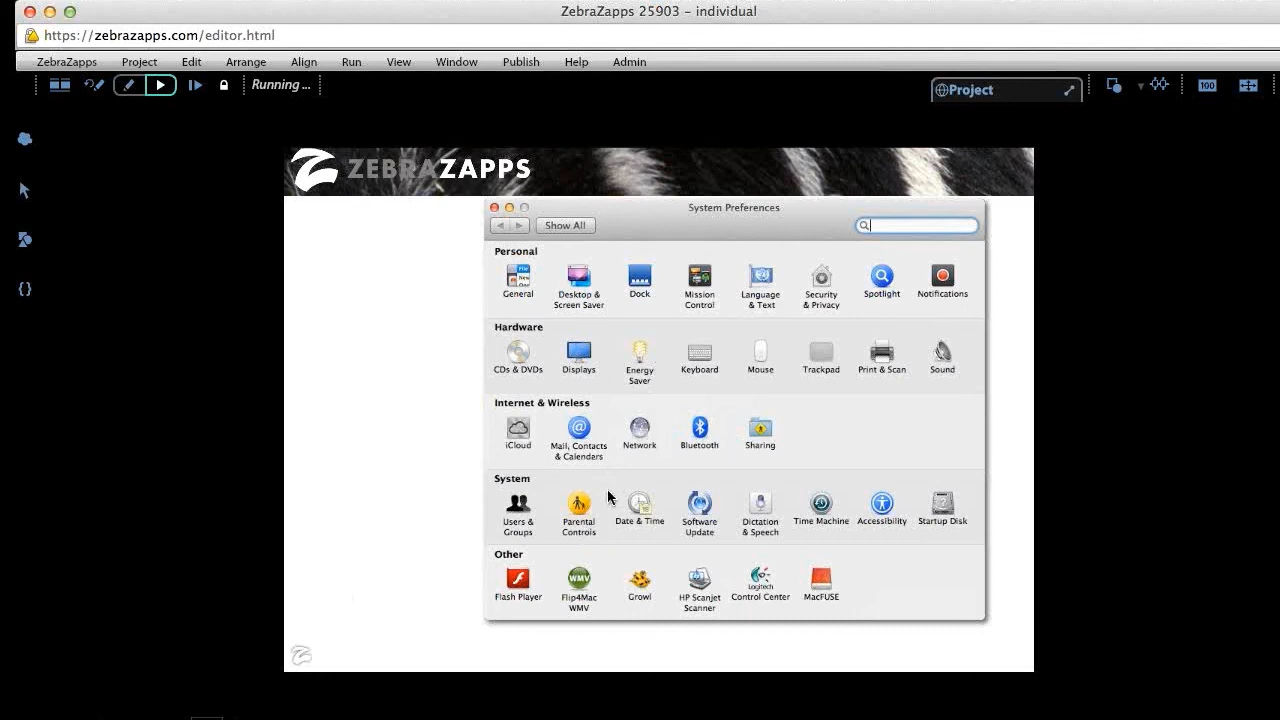 ZebraZapps 25903 – individual
https://zebrazapps.com/editor.html
ZebraZapps Project Edit Arrange Align Run View Window Publish Help Admin
Running ...
Project
100
ZEBRAZAPPS
System Preferences
Show All
Personal
General
Desktop &
Screen Saver
Dock
Mission
Control
Language
& Text
Security
& Privacy
Spotlight
Notifications
Hardware
CDs & DVDs
Displays
Energy
Saver
Keyboard
Mouse
Trackpad
Print & Scan
Sound
Internet & Wireless
iCloud
Mail, Contacts
& Calenders
Network
Bluetooth
Sharing
System
Users &
Groups
Parental
Controls
Date & Time
Software
Update
Dictation
& Speech
Time Machine
Accessibility
Startup Disk
Other
Flash Player
WMV
Flip4Mac
WMV
Growl
HP Scanjet
Scanner
Logitech
Control Center
MacFUSE